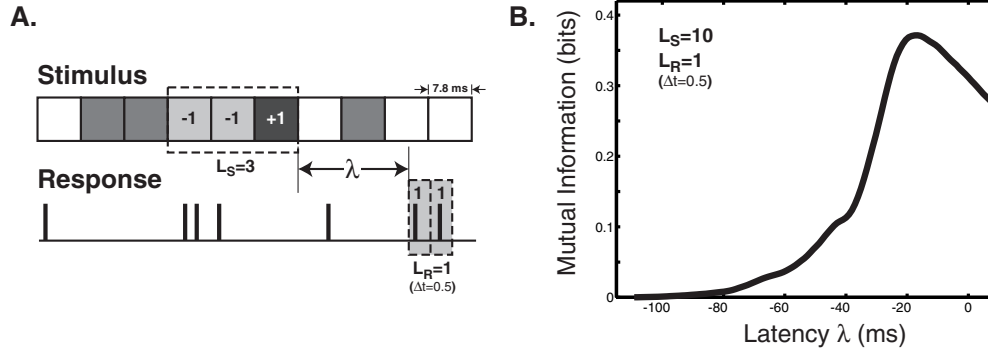 A.
Stimulus
7.8 ms
-1 -1 +1
L_S=3
λ
Response
1 1
L_R=1
(Δt=0.5)
B.
Mutual Information (bits)
0.4
0.3
0.2
0.1
0
L_S=10
L_R=1
(Δt=0.5)
-100 -80 -60 -40 -20 0
Latency λ (ms)